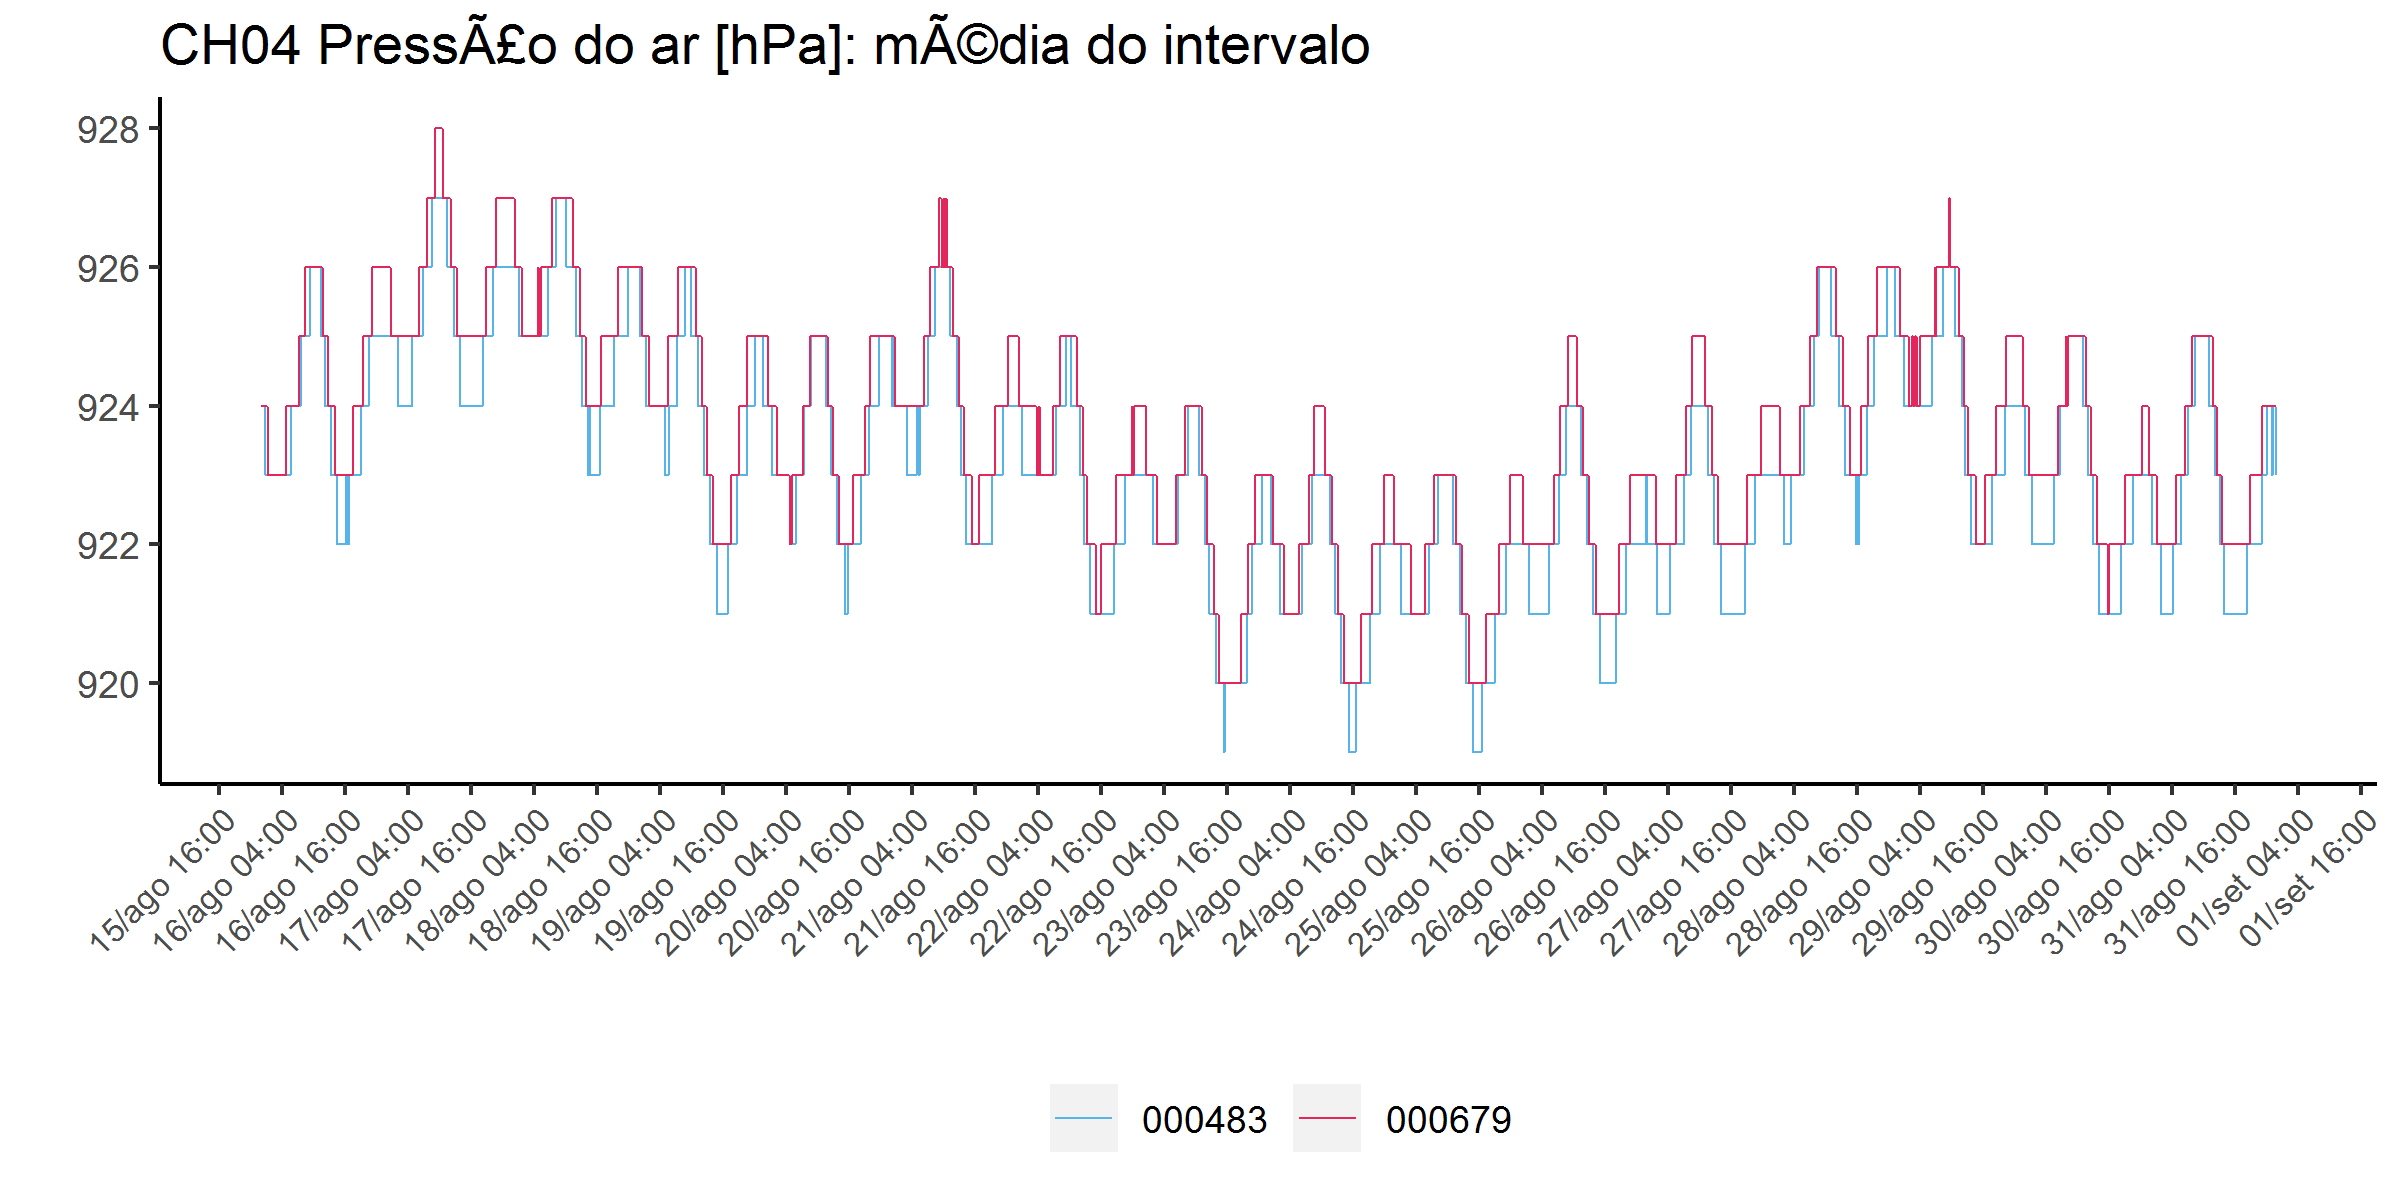 CH04 PressÃ£o do ar [hPa]: mÃ©dia do intervalo
928
926
924
922
920
15/ago 16:00
16/ago 04:00
16/ago 16:00
17/ago 04:00
17/ago 16:00
18/ago 04:00
18/ago 16:00
19/ago 04:00
19/ago 16:00
20/ago 04:00
20/ago 16:00
21/ago 04:00
21/ago 16:00
22/ago 04:00
22/ago 16:00
23/ago 04:00
23/ago 16:00
24/ago 04:00
24/ago 16:00
25/ago 04:00
25/ago 16:00
26/ago 04:00
26/ago 16:00
27/ago 04:00
27/ago 16:00
28/ago 04:00
28/ago 16:00
29/ago 04:00
29/ago 16:00
30/ago 04:00
30/ago 16:00
31/ago 04:00
31/ago 16:00
01/set 04:00
01/set 16:00
000483
000679